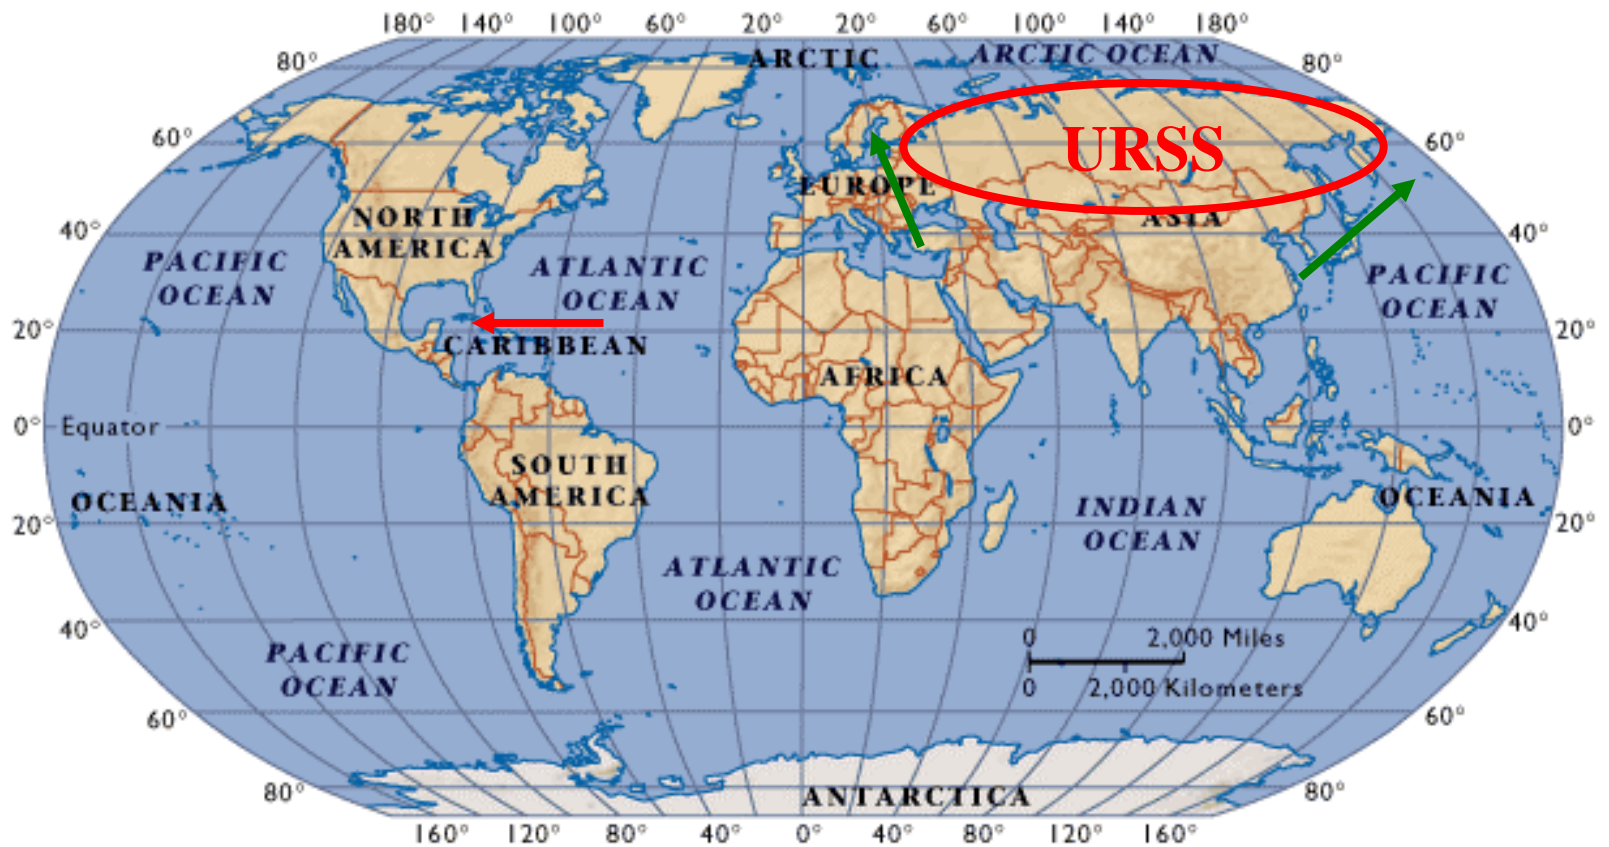 180° 140° 100° 60° 20° 20° 60° 100° 140° 180°
ARCTIC
ARCTIC OCEAN
80°
80°
60°
60°
URSS
EUROPE
ASIA
NORTH
AMERICA
40°
40°
PACIFIC
OCEAN
ATLANTIC
OCEAN
PACIFIC
OCEAN
20°
20°
CARIBBEAN
AFRICA
0°
Equator
0°
SOUTH
AMERICA
OCEANIA
INDIAN
OCEAN
OCEANIA
20°
20°
ATLANTIC
OCEAN
40°
40°
PACIFIC
OCEAN
0 2,000 Miles
0 2,000 Kilometers
60°
60°
80°
80°
ANTARCTICA
160° 120° 80° 40° 0° 40° 80° 120° 160°